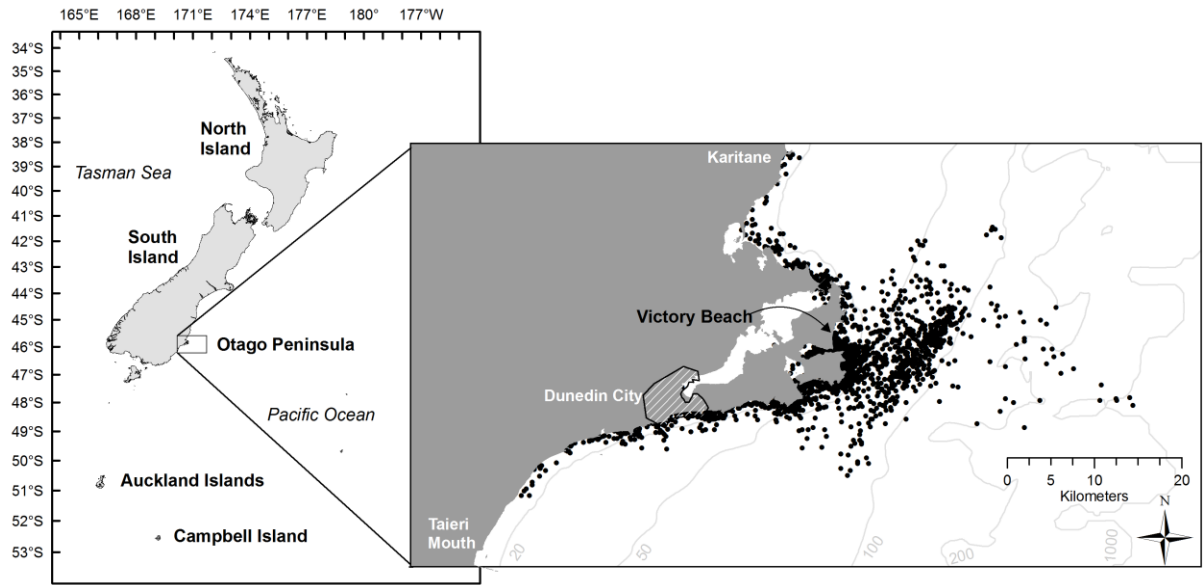 165°E 168°E 171°E 174°E 177°E 180° 177°W
34°S
35°S
36°S
37°S
38°S
39°S
40°S
41°S
42°S
43°S
44°S
45°S
46°S
47°S
48°S
49°S
50°S
51°S
52°S
53°S
North
Island
Tasman Sea
South
Island
Otago Peninsula
Pacific Ocean
Auckland Islands
Campbell Island
Karitane
Victory Beach
Dunedin City
Taieri
Mouth
20
50
100
200
1000
0 5 10 20
Kilometers
N